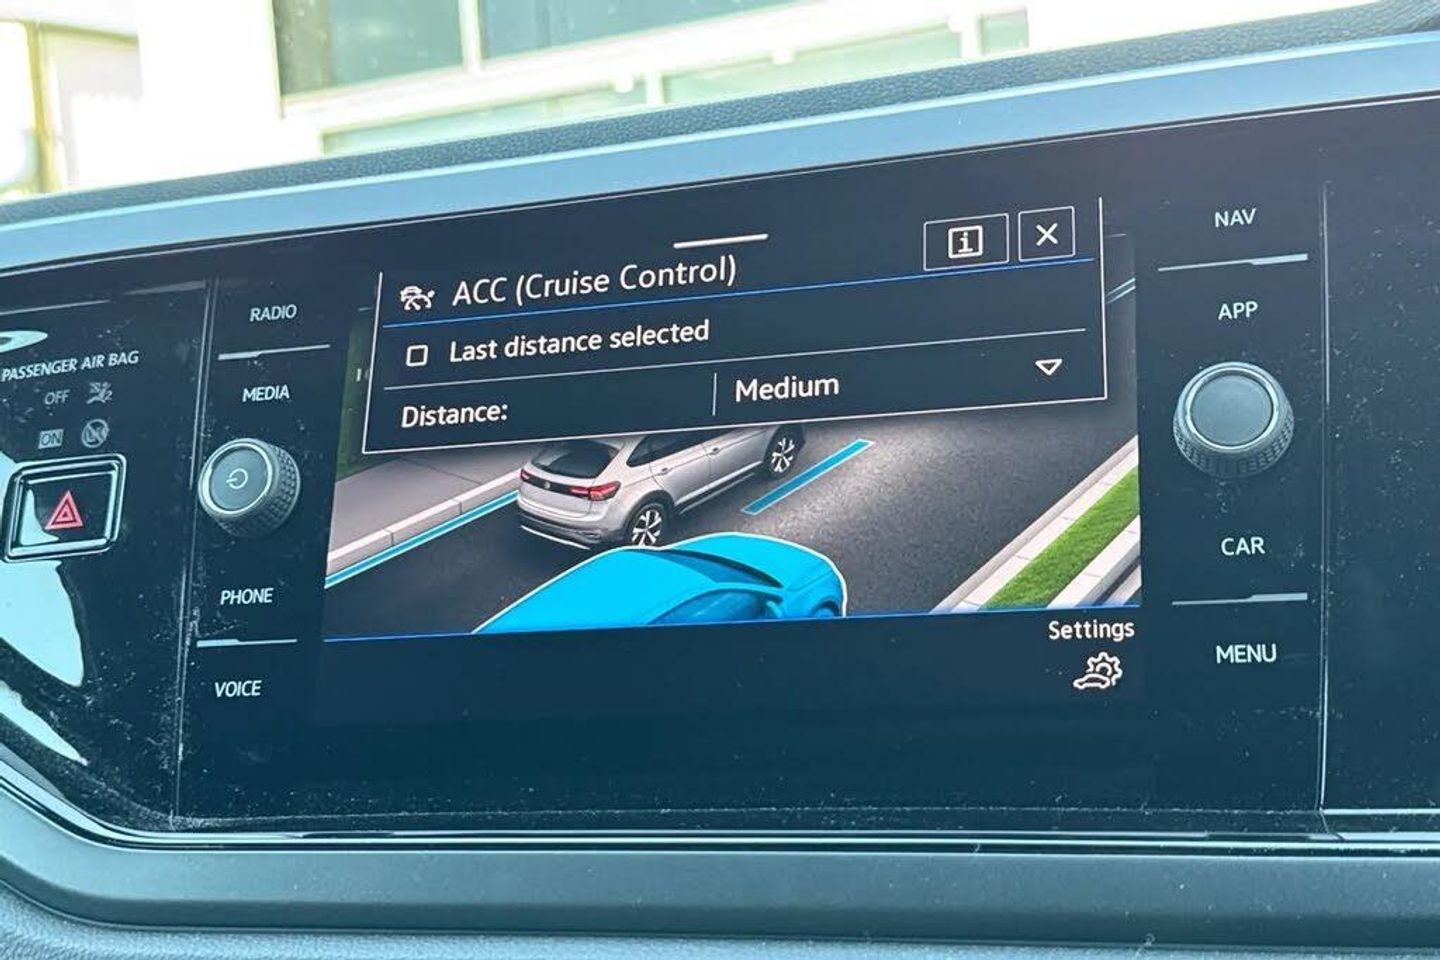 PASSENGER AIR BAG
OFF
ON
RADIO
MEDIA
PHONE
VOICE
ACC (Cruise Control)
Last distance selected
Distance:
Medium
Settings
NAV
APP
CAR
MENU